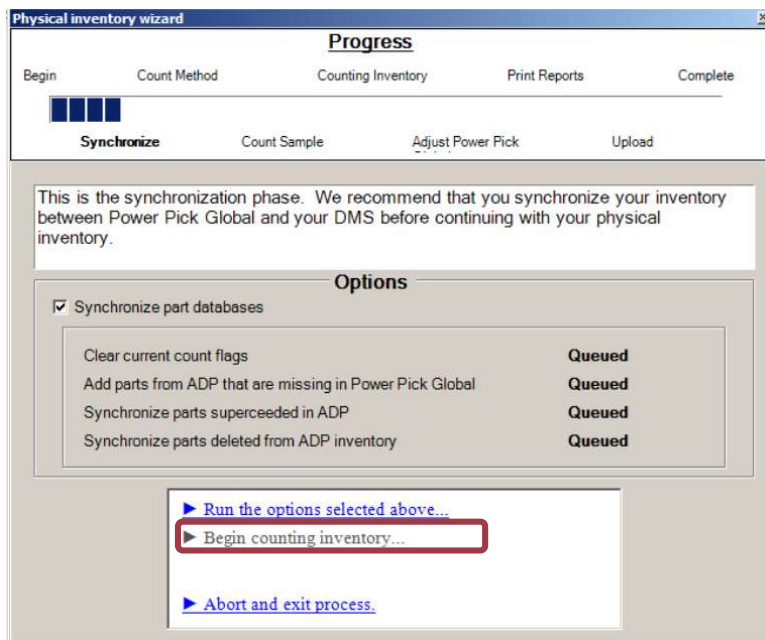 Physical inventory wizard
Progress
Begin Count Method Counting Inventory Print Reports Complete
Synchronize Count Sample Adjust Power Pick Upload
This is the synchronization phase. We recommend that you synchronize your inventory
between Power Pick Global and your DMS before continuing with your physical
inventory.
Options
Synchronize part databases
Clear current count flags Queued
Add parts from ADP that are missing in Power Pick Global Queued
Synchronize parts superceeded in ADP Queued
Synchronize parts deleted from ADP inventory Queued
► Run the options selected above...
► Begin counting inventory...
► Abort and exit process.